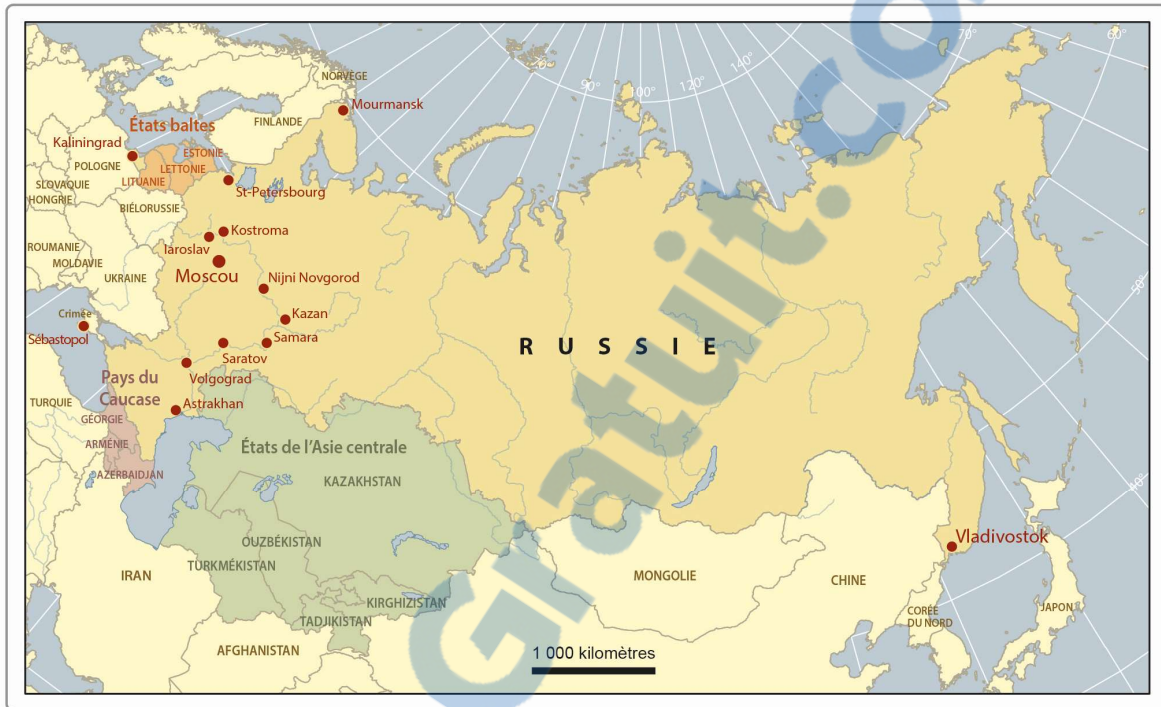 NORVÈGE
70°
60°
90°
100°
120°
140°
Mourmansk
FINLANDE
États baltes
Kaliningrad
ESTONIE
POLOGNE
LETTONIE
LITUANIE
SLOVAQUIE
HONGRIE
St-Petersbourg
BIÉLORUSSIE
Kostroma
Iaroslav
ROUMANIE
MOLDAVIE
Moscou
UKRAINE
Nijni Novgorod
50°
Crimée
Kazan
Sébastopol
Samara
RUSSIE
Saratov
Pays du
Caucase
Volgograd
TURQUIE
Astrakhan
GÉORGIE
ARMÉNIE
États de l'Asie centrale
AZERBAIDJAN
KAZAKHSTAN
40°
OUZBÉKISTAN
Vladivostok
TURKMÉKISTAN
IRAN
MONGOLIE
CHINE
KIRGHIZISTAN
CORÉE
DU NORD
JAPON
TADJIKISTAN
AFGHANISTAN
1 000 kilomètres
Gratuit.co